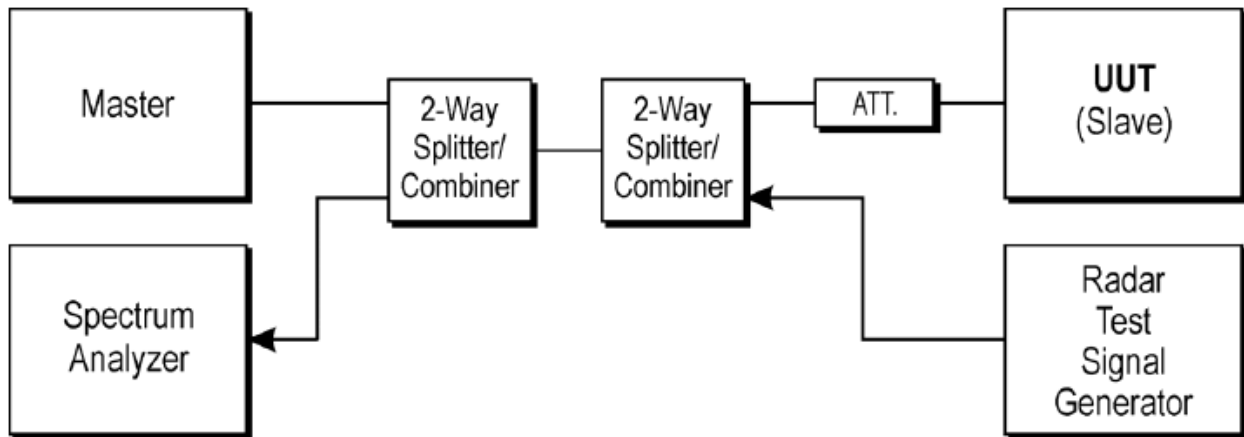 Master
2-Way
Splitter/
Combiner
2-Way
Splitter/
Combiner
ATT.
UUT
(Slave)
Spectrum
Analyzer
Radar
Test
Signal
Generator